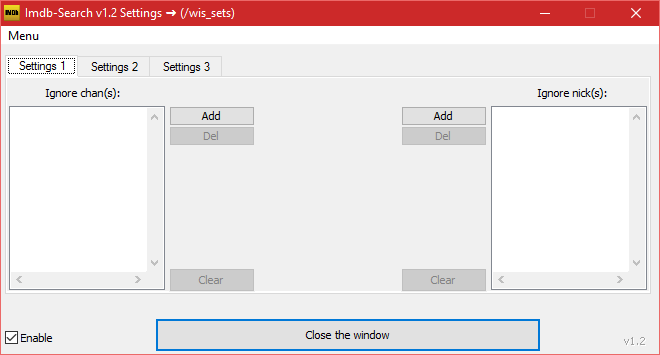 IMDb Imdb-Search v1.2 Settings → (/wis_sets)
Menu
Settings 1 Settings 2 Settings 3
Ignore chan(s): Ignore nick(s):
Add Add
Del Del
Clear Clear
Enable Close the window v1.2